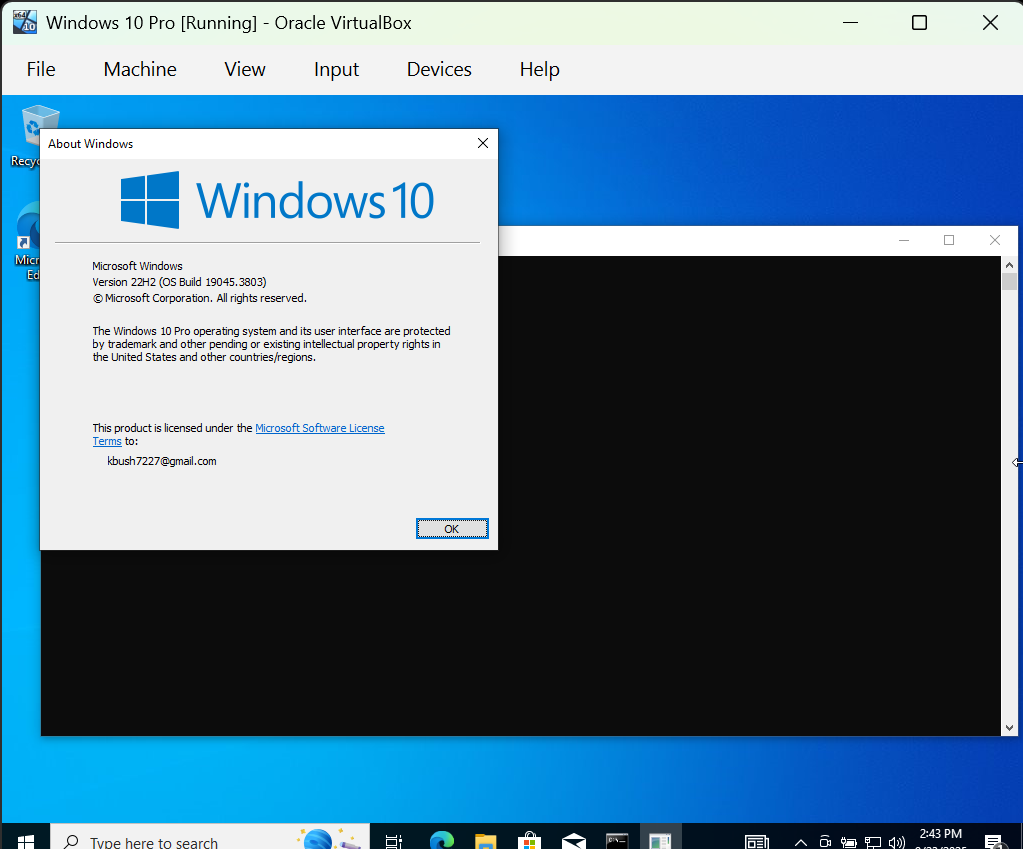 Windows 10 Pro [Running] - Oracle VirtualBox
File Machine View Input Devices Help
About Windows
Windows 10
Microsoft Windows
Version 22H2 (OS Build 19045.3803)
© Microsoft Corporation. All rights reserved.
The Windows 10 Pro operating system and its user interface are protected
by trademark and other pending or existing intellectual property rights in
the United States and other countries/regions.
This product is licensed under the Microsoft Software License
Terms to:
kbush7227@gmail.com
OK
Type here to search
2:43 PM